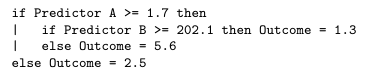 if Predictor A >= 1.7 then
|   if Predictor B >= 202.1 then Outcome = 1.3
|   else Outcome = 5.6
else Outcome = 2.5